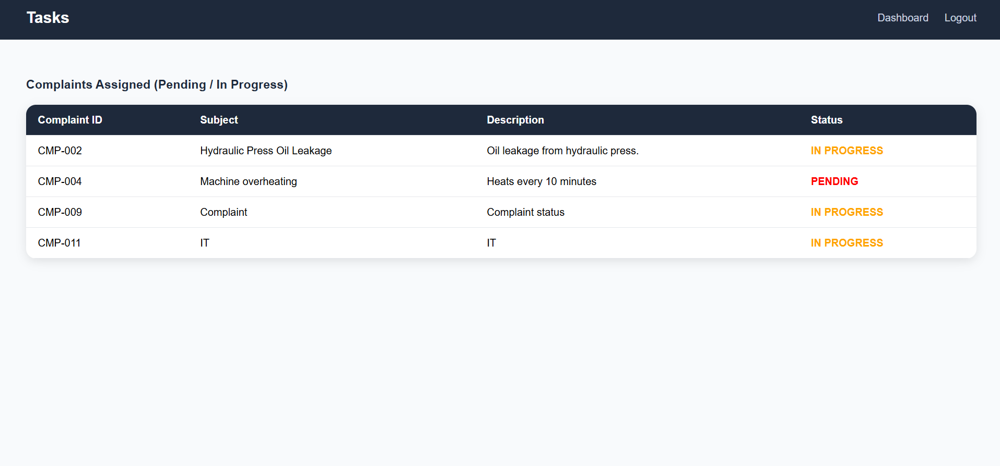 Tasks
Dashboard Logout
Complaints Assigned (Pending / In Progress)
Complaint ID Subject Description Status
CMP-002 Hydraulic Press Oil Leakage Oil leakage from hydraulic press. IN PROGRESS
CMP-004 Machine overheating Heats every 10 minutes PENDING
CMP-009 Complaint Complaint status IN PROGRESS
CMP-011 IT IT IN PROGRESS